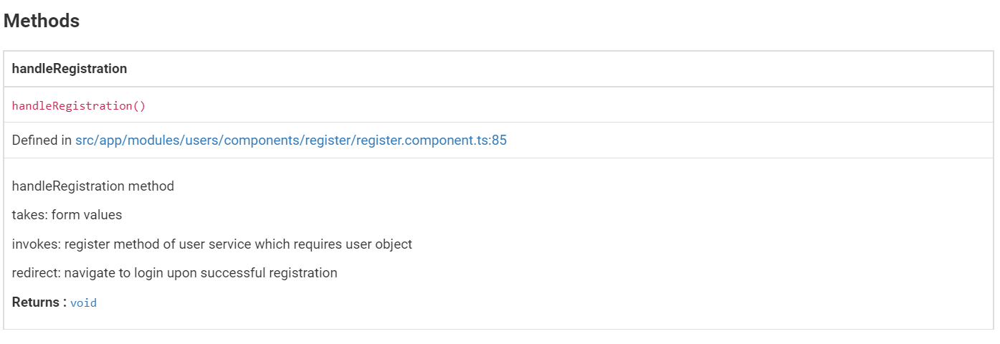 Methods
handleRegistration
handleRegistration()
Defined in src/app/modules/users/components/register/register.component.ts:85
handleRegistration method
takes: form values
invokes: register method of user service which requires user object
redirect: navigate to login upon successful registration
Returns : void